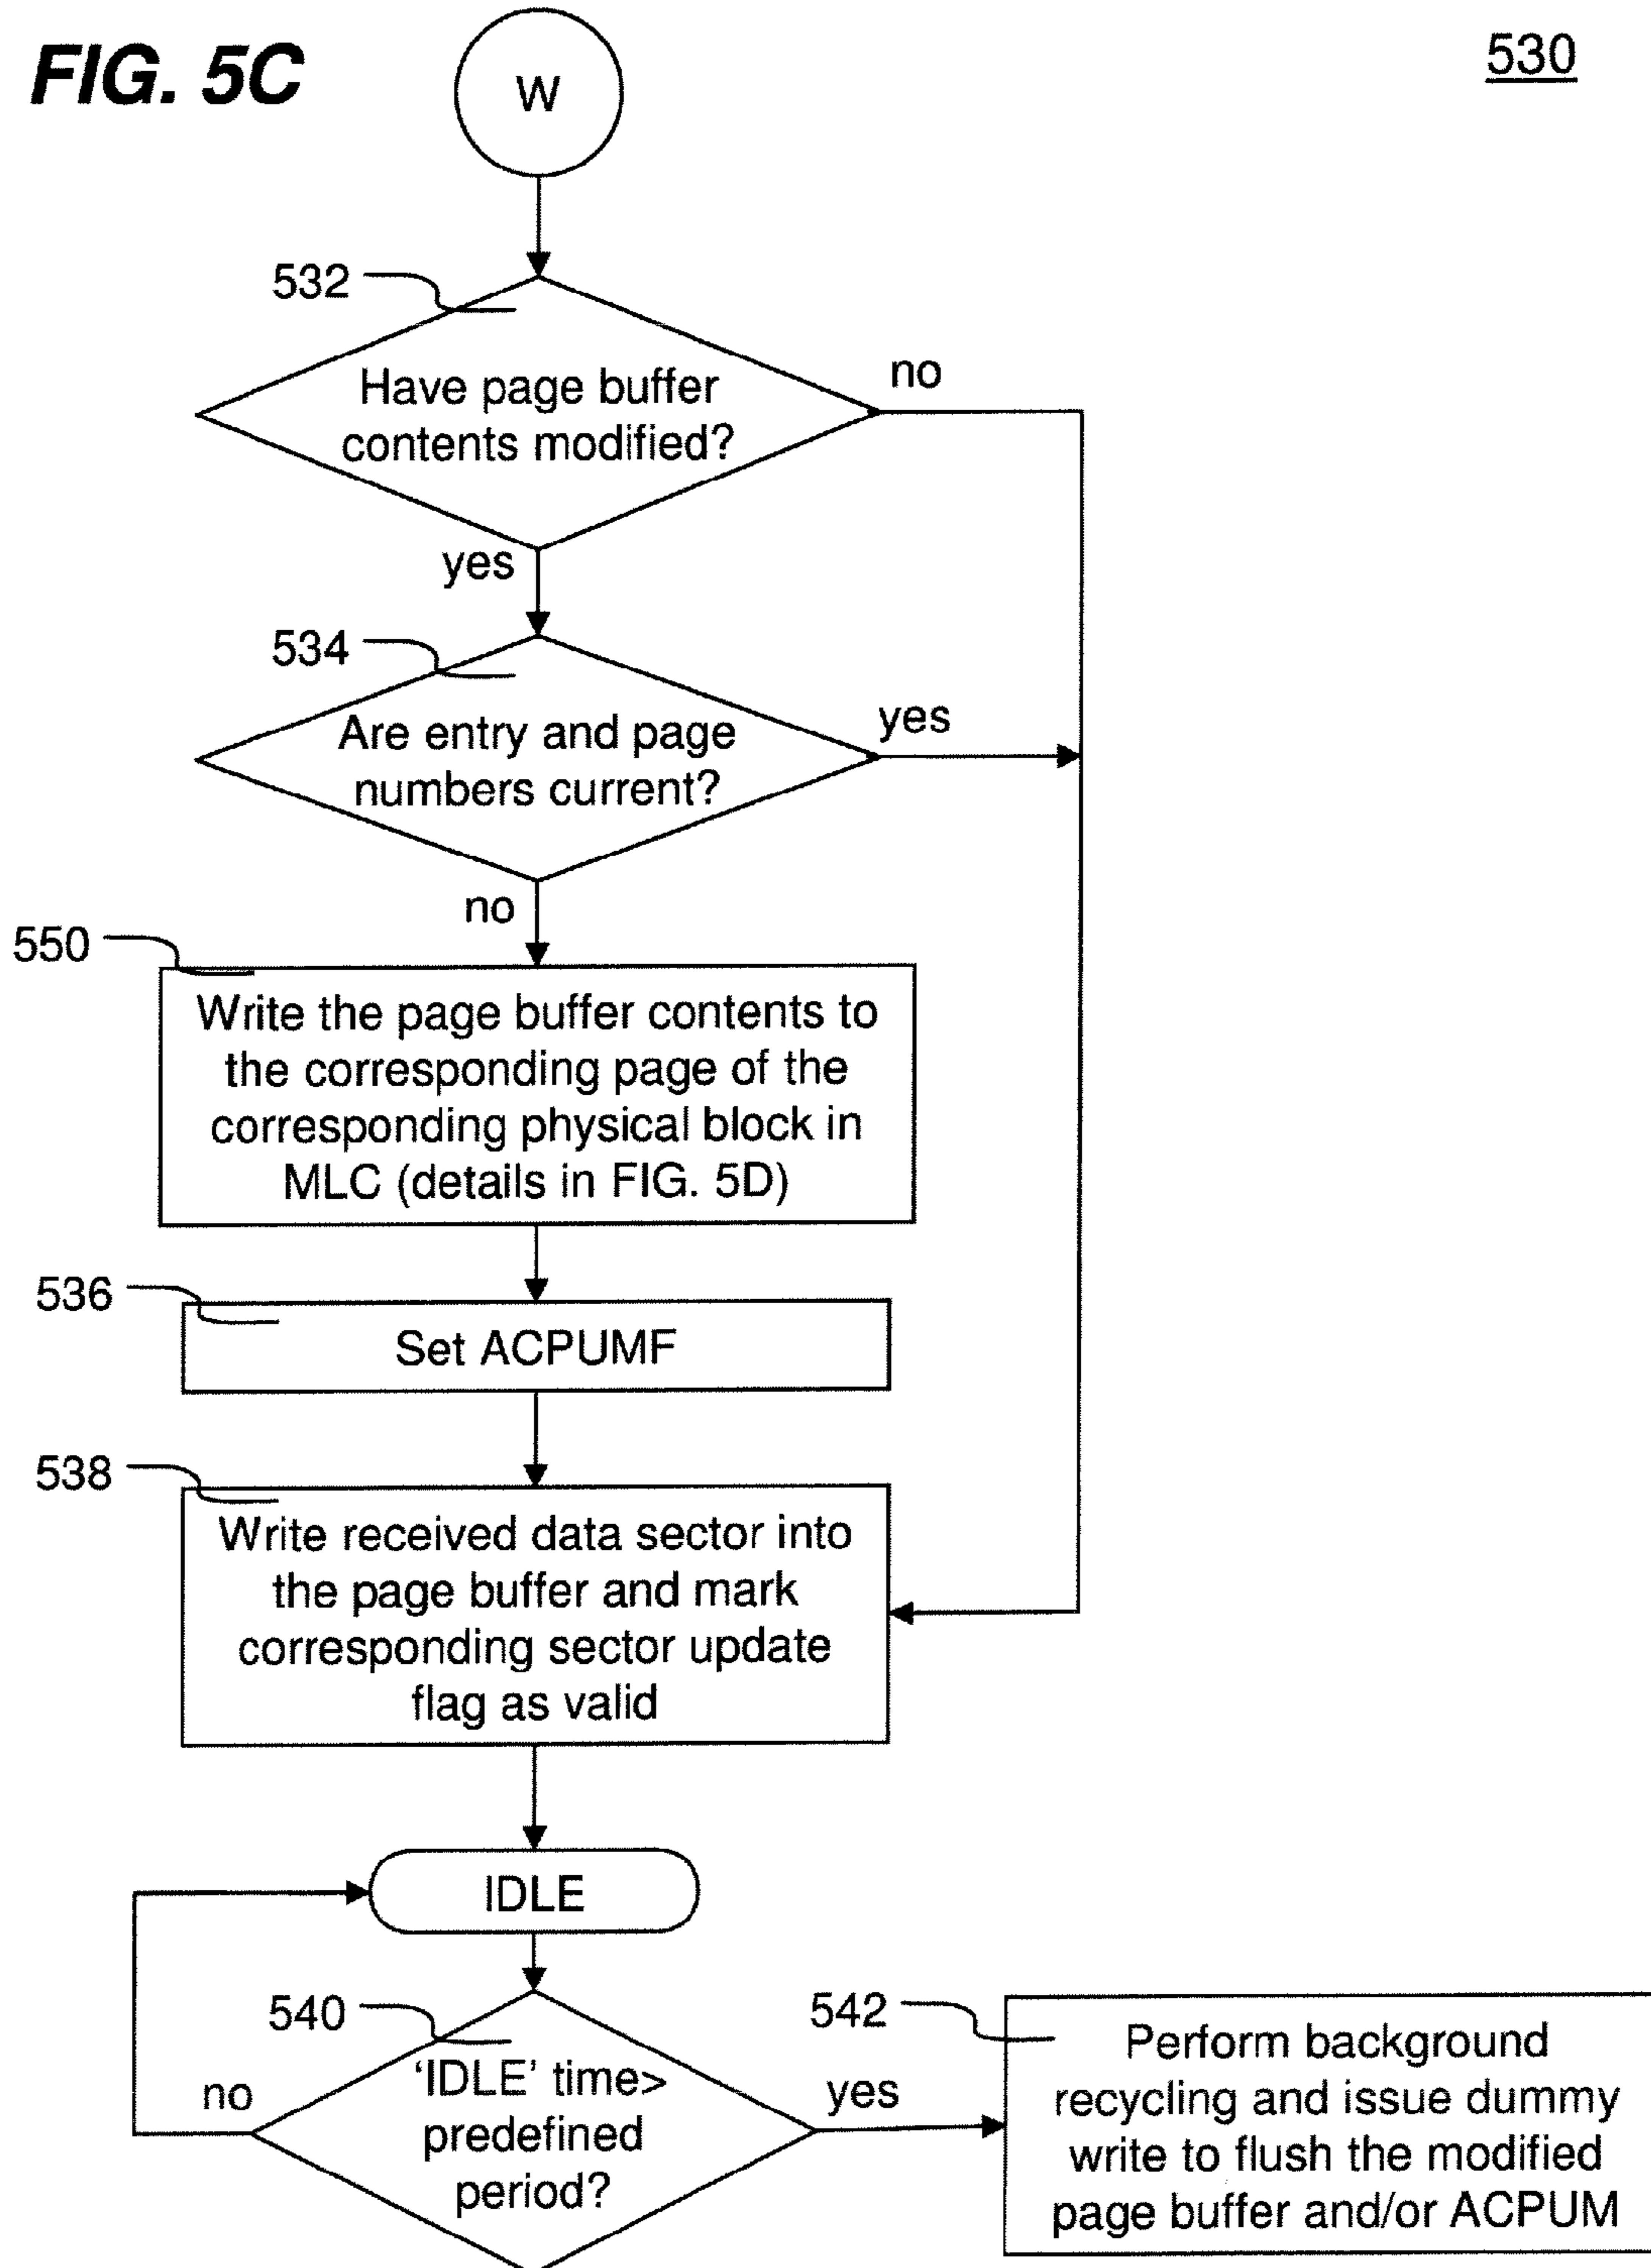 FIG. 5C
530
W
532
Have page buffer
contents modified?
no
yes
534
Are entry and page
numbers current?
yes
no
550
Write the page buffer contents to
the corresponding page of the
corresponding physical block in
MLC (details in FIG. 5D)
536
Set ACPUMF
538
Write received data sector into
the page buffer and mark
corresponding sector update
flag as valid
IDLE
540
'IDLE' time>
predefined
period?
no
yes
542
Perform background
recycling and issue dummy
write to flush the modified
page buffer and/or ACPUM